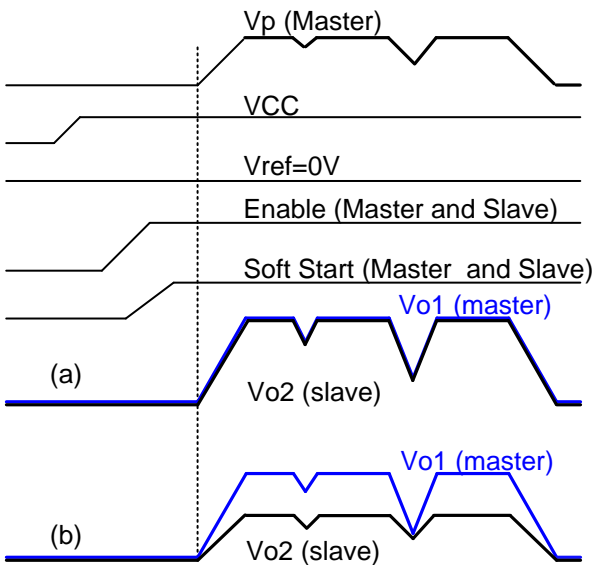 Vp (Master)
VCC
Vref=0V
Enable (Master and Slave)
Soft Start (Master and Slave)
Vo1 (master)
(a)
Vo2 (slave)
Vo1 (master)
(b)
Vo2 (slave)